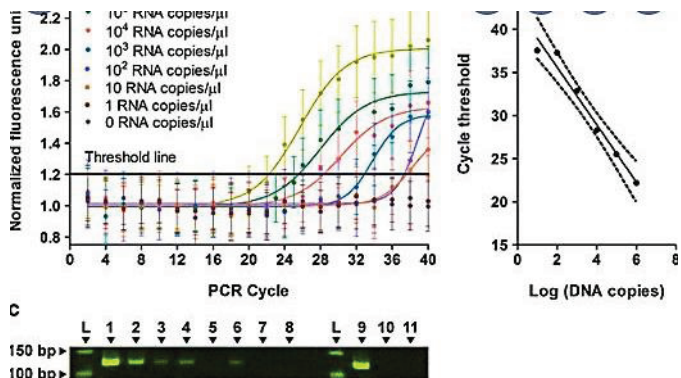 2.2
2.0
1.8
1.6
1.4
1.2
1.0
0.8
Normalized fluorescence uni
RNA copies/µl
10⁴ RNA copies/µl
10³ RNA copies/µl
10² RNA copies/µl
10 RNA copies/µl
1 RNA copies/µl
0 RNA copies/µl
Threshold line
0 4 8 12 16 20 24 28 32 36 40
PCR Cycle
40
35
30
25
20
15
Cycle threshold
0 2 4 6 8
Log (DNA copies)
C
L 1 2 3 4 5 6 7 8 L 9 10 11
150 bp
100 bp